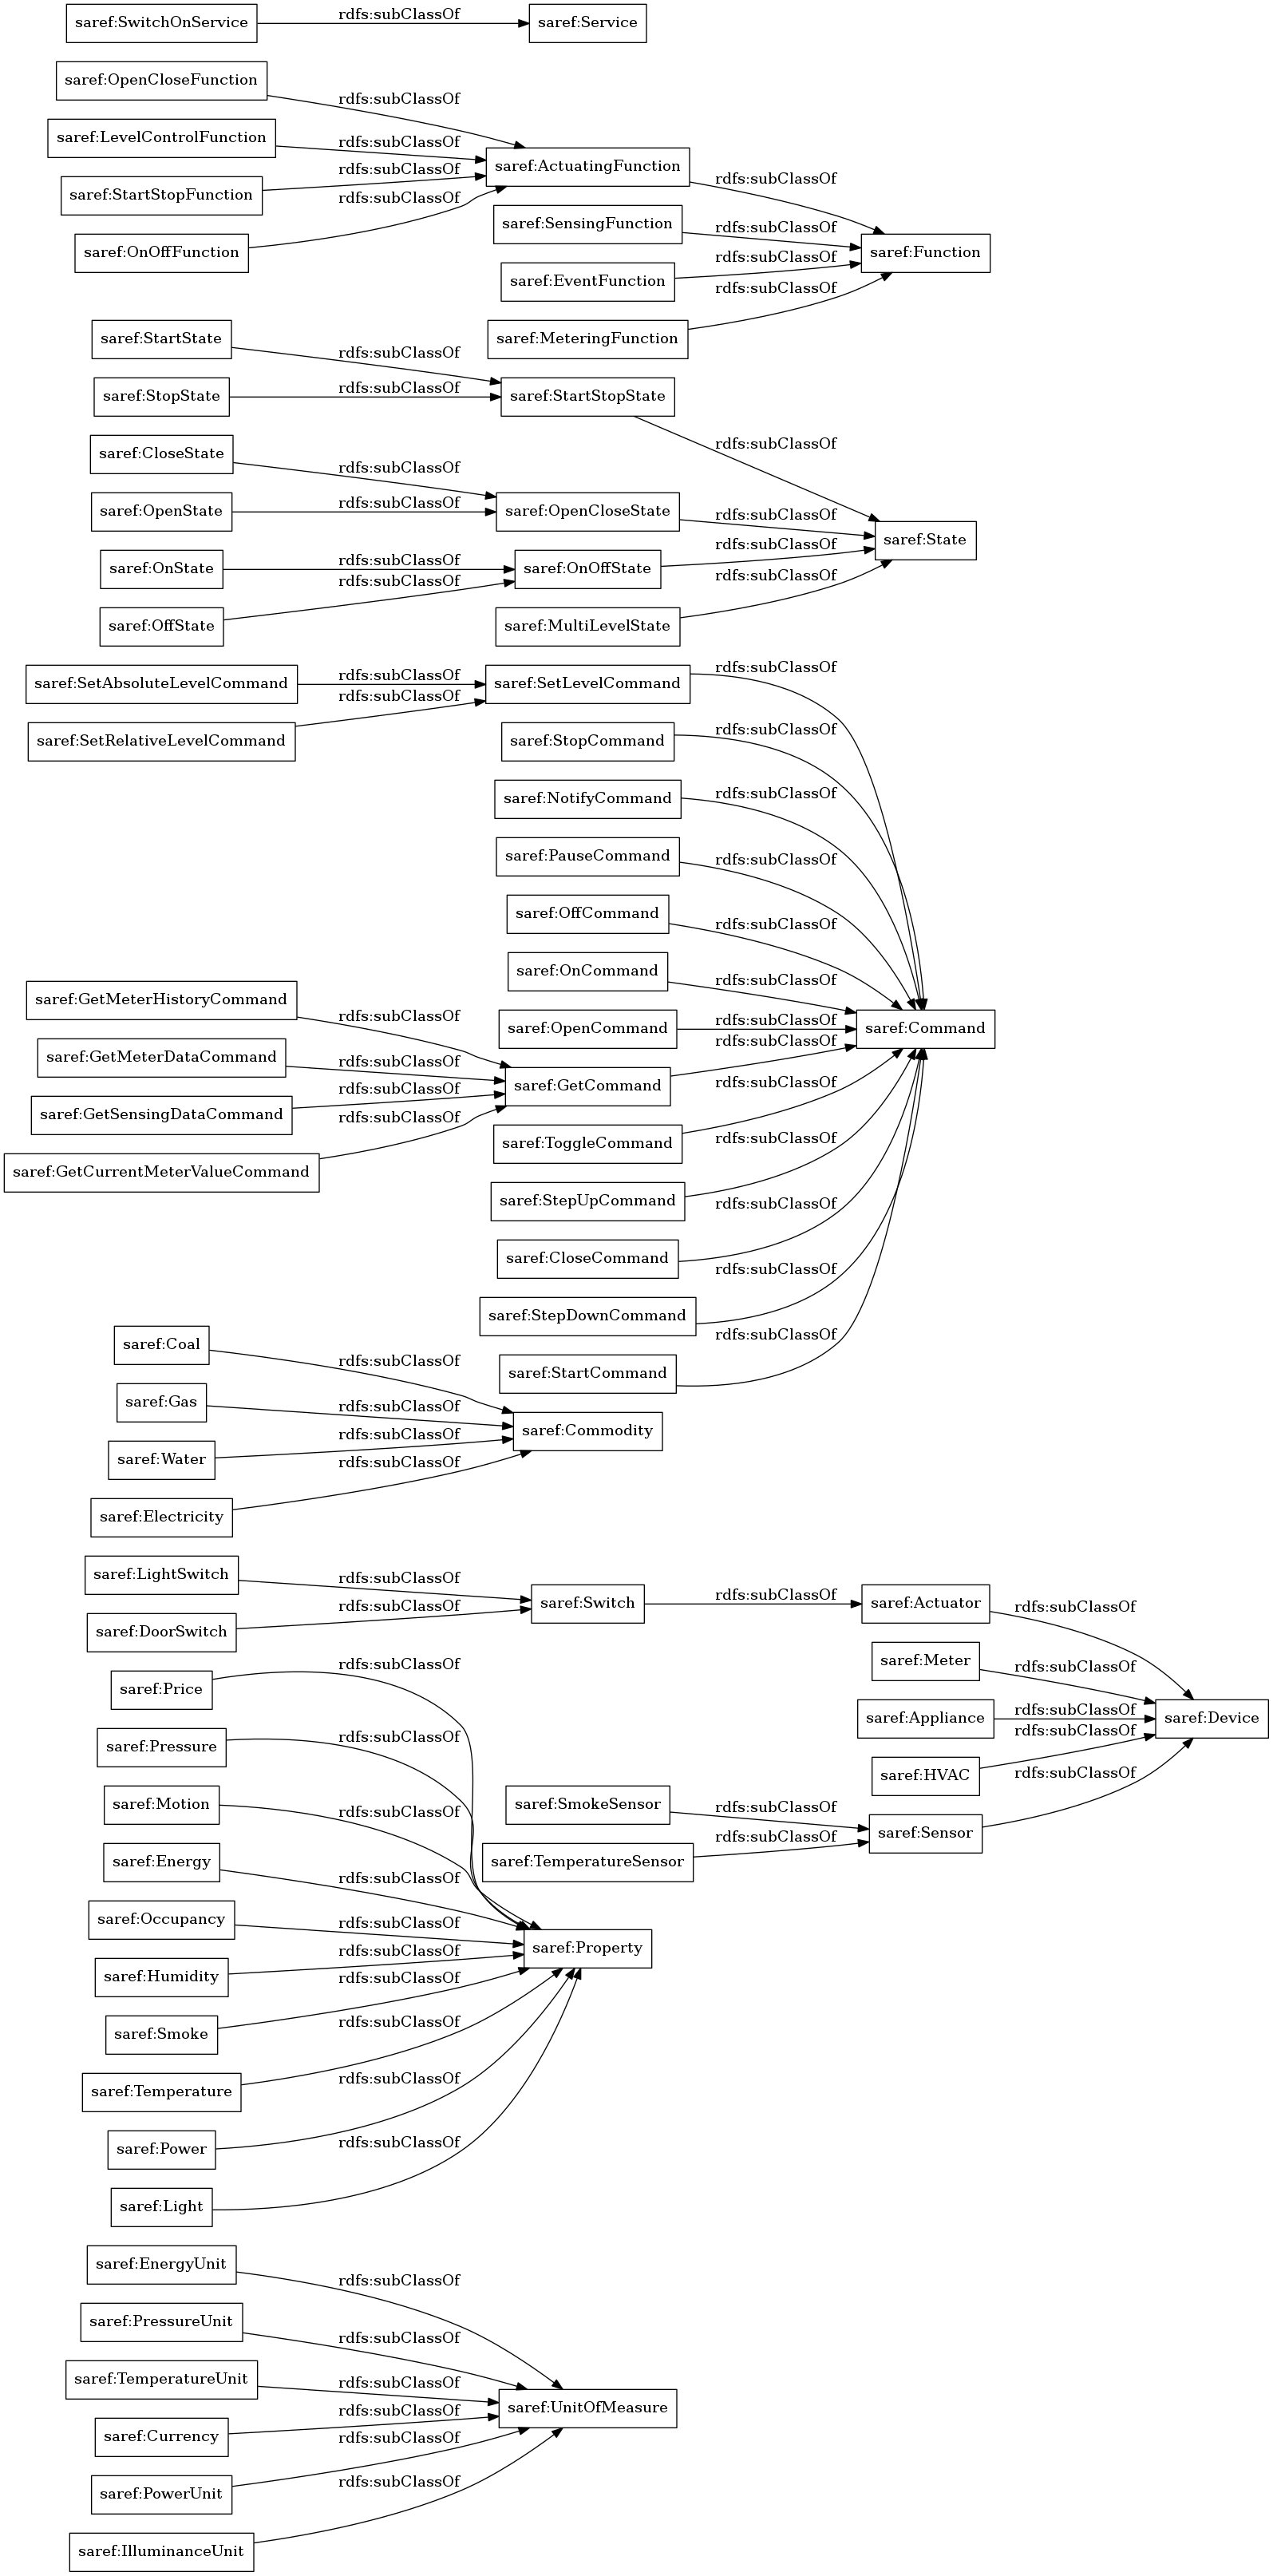 saref:SwitchOnService
rdfs:subClassOf
saref:Service
saref:OpenCloseFunction
rdfs:subClassOf
saref:LevelControlFunction
rdfs:subClassOf
saref:StartStopFunction
rdfs:subClassOf
saref:OnOffFunction
rdfs:subClassOf
saref:ActuatingFunction
rdfs:subClassOf
saref:SensingFunction
rdfs:subClassOf
saref:EventFunction
rdfs:subClassOf
saref:MeteringFunction
rdfs:subClassOf
saref:Function
saref:StartState
rdfs:subClassOf
saref:StopState
rdfs:subClassOf
saref:StartStopState
rdfs:subClassOf
saref:CloseState
rdfs:subClassOf
saref:OpenState
rdfs:subClassOf
saref:OpenCloseState
rdfs:subClassOf
saref:OnState
rdfs:subClassOf
saref:OffState
rdfs:subClassOf
saref:OnOffState
rdfs:subClassOf
saref:MultiLevelState
rdfs:subClassOf
saref:State
saref:SetAbsoluteLevelCommand
rdfs:subClassOf
saref:SetRelativeLevelCommand
rdfs:subClassOf
saref:SetLevelCommand
rdfs:subClassOf
saref:StopCommand
rdfs:subClassOf
saref:NotifyCommand
rdfs:subClassOf
saref:PauseCommand
rdfs:subClassOf
saref:OffCommand
rdfs:subClassOf
saref:OnCommand
rdfs:subClassOf
saref:OpenCommand
rdfs:subClassOf
saref:GetMeterHistoryCommand
rdfs:subClassOf
saref:GetMeterDataCommand
rdfs:subClassOf
saref:GetSensingDataCommand
rdfs:subClassOf
saref:GetCurrentMeterValueCommand
rdfs:subClassOf
saref:GetCommand
rdfs:subClassOf
saref:ToggleCommand
rdfs:subClassOf
saref:StepUpCommand
rdfs:subClassOf
saref:CloseCommand
rdfs:subClassOf
saref:StepDownCommand
rdfs:subClassOf
saref:StartCommand
rdfs:subClassOf
saref:Command
saref:Coal
rdfs:subClassOf
saref:Gas
rdfs:subClassOf
saref:Water
rdfs:subClassOf
saref:Electricity
rdfs:subClassOf
saref:Commodity
saref:LightSwitch
rdfs:subClassOf
saref:DoorSwitch
rdfs:subClassOf
saref:Switch
rdfs:subClassOf
saref:Actuator
rdfs:subClassOf
saref:Meter
rdfs:subClassOf
saref:Appliance
rdfs:subClassOf
saref:HVAC
rdfs:subClassOf
saref:SmokeSensor
rdfs:subClassOf
saref:TemperatureSensor
rdfs:subClassOf
saref:Sensor
rdfs:subClassOf
saref:Device
saref:Price
rdfs:subClassOf
saref:Pressure
rdfs:subClassOf
saref:Motion
rdfs:subClassOf
saref:Energy
rdfs:subClassOf
saref:Occupancy
rdfs:subClassOf
saref:Humidity
rdfs:subClassOf
saref:Smoke
rdfs:subClassOf
saref:Temperature
rdfs:subClassOf
saref:Power
rdfs:subClassOf
saref:Light
rdfs:subClassOf
saref:Property
saref:EnergyUnit
rdfs:subClassOf
saref:PressureUnit
rdfs:subClassOf
saref:TemperatureUnit
rdfs:subClassOf
saref:Currency
rdfs:subClassOf
saref:PowerUnit
rdfs:subClassOf
saref:IlluminanceUnit
rdfs:subClassOf
saref:UnitOfMeasure